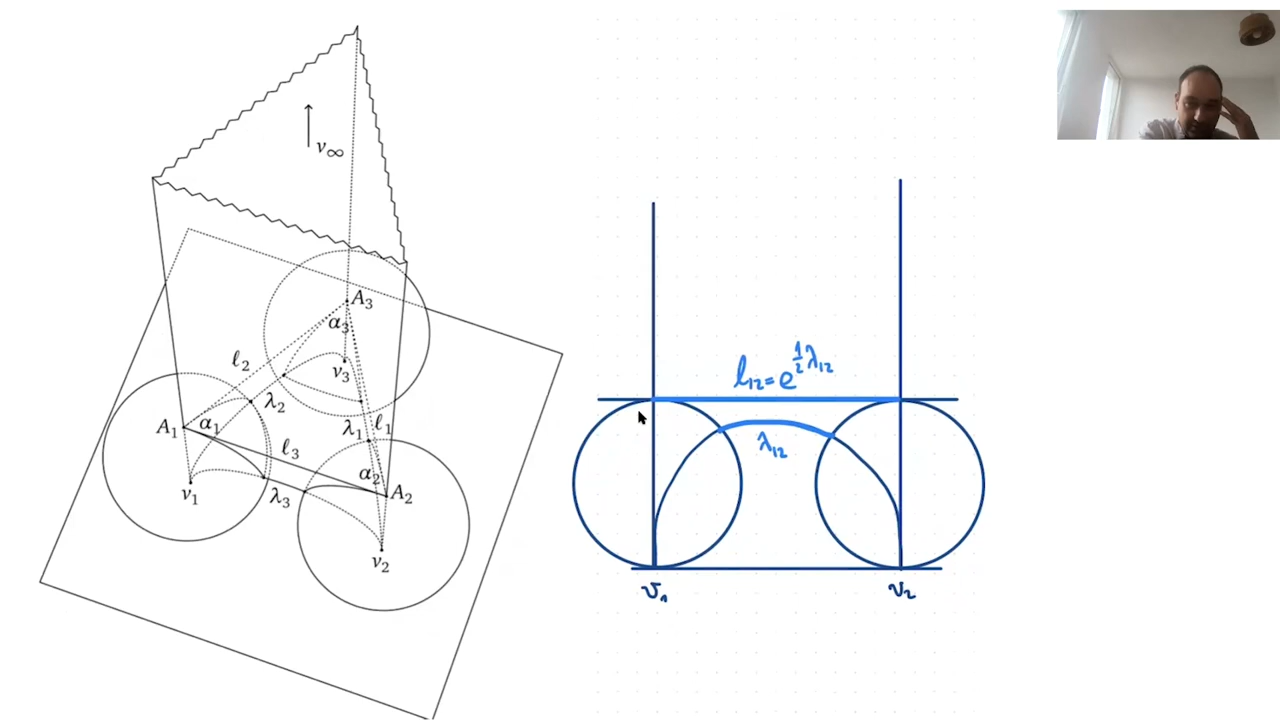 v∞
A₃
α₃
ℓ₂
v₃
λ₂
A₁
α₁
λ₁
ℓ₁
ℓ₃
α₂
v₁
λ₃
A₂
v₂
l₁₂=e^{½λ₁₂}
λ₁₂
v₁
v₂